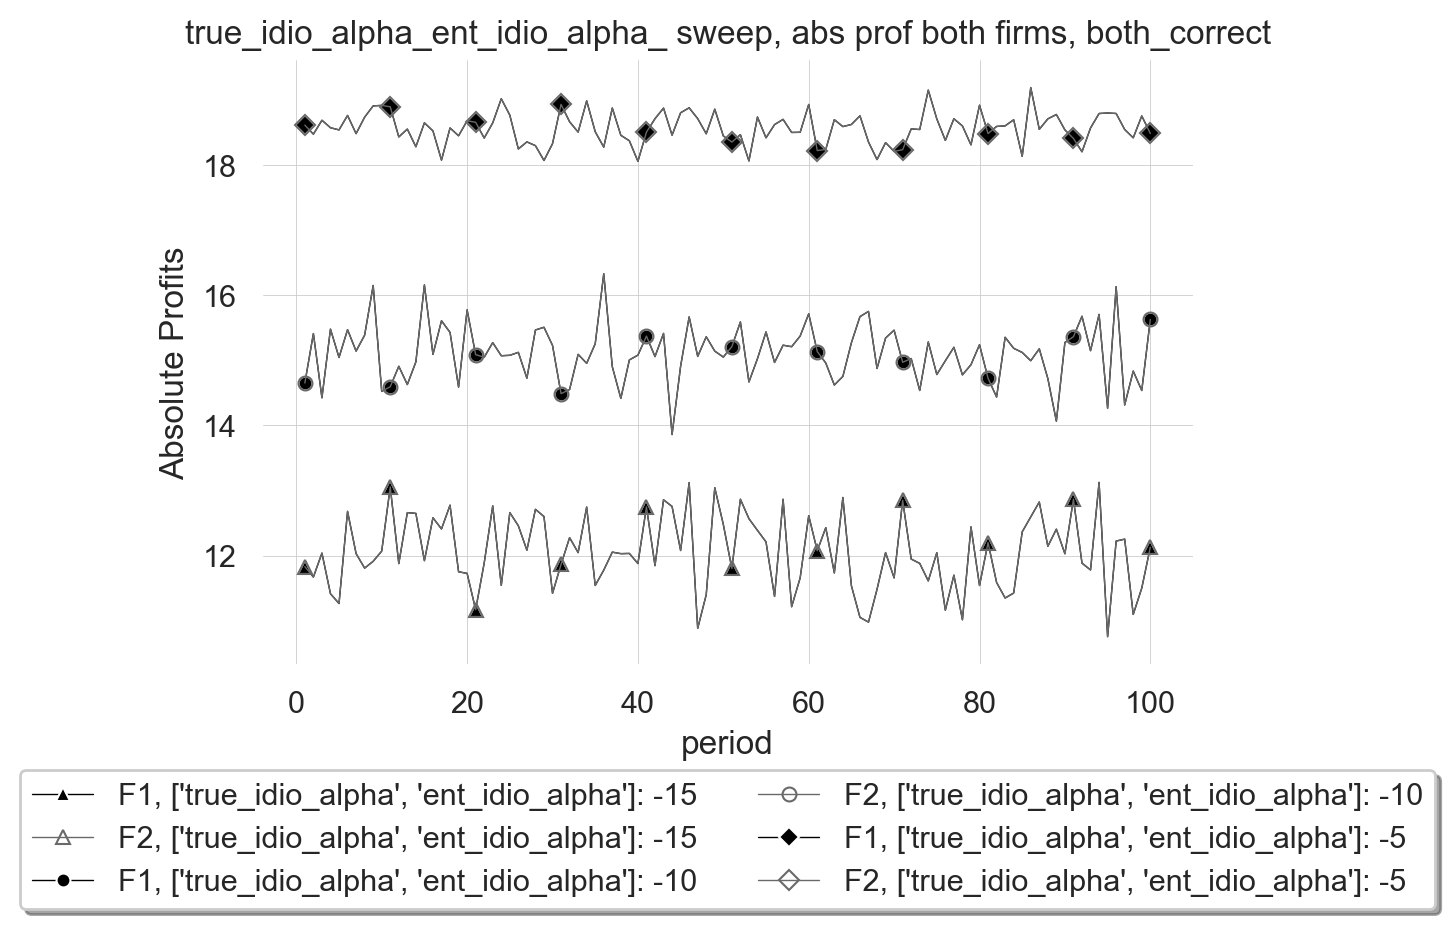 true_idio_alpha_ent_idio_alpha_ sweep, abs prof both firms, both_correct
Absolute Profits
18
16
14
12
0 20 40 60 80 100
period
F1, ['true_idio_alpha', 'ent_idio_alpha']: -15
F2, ['true_idio_alpha', 'ent_idio_alpha']: -15
F1, ['true_idio_alpha', 'ent_idio_alpha']: -10
F2, ['true_idio_alpha', 'ent_idio_alpha']: -10
F1, ['true_idio_alpha', 'ent_idio_alpha']: -5
F2, ['true_idio_alpha', 'ent_idio_alpha']: -5